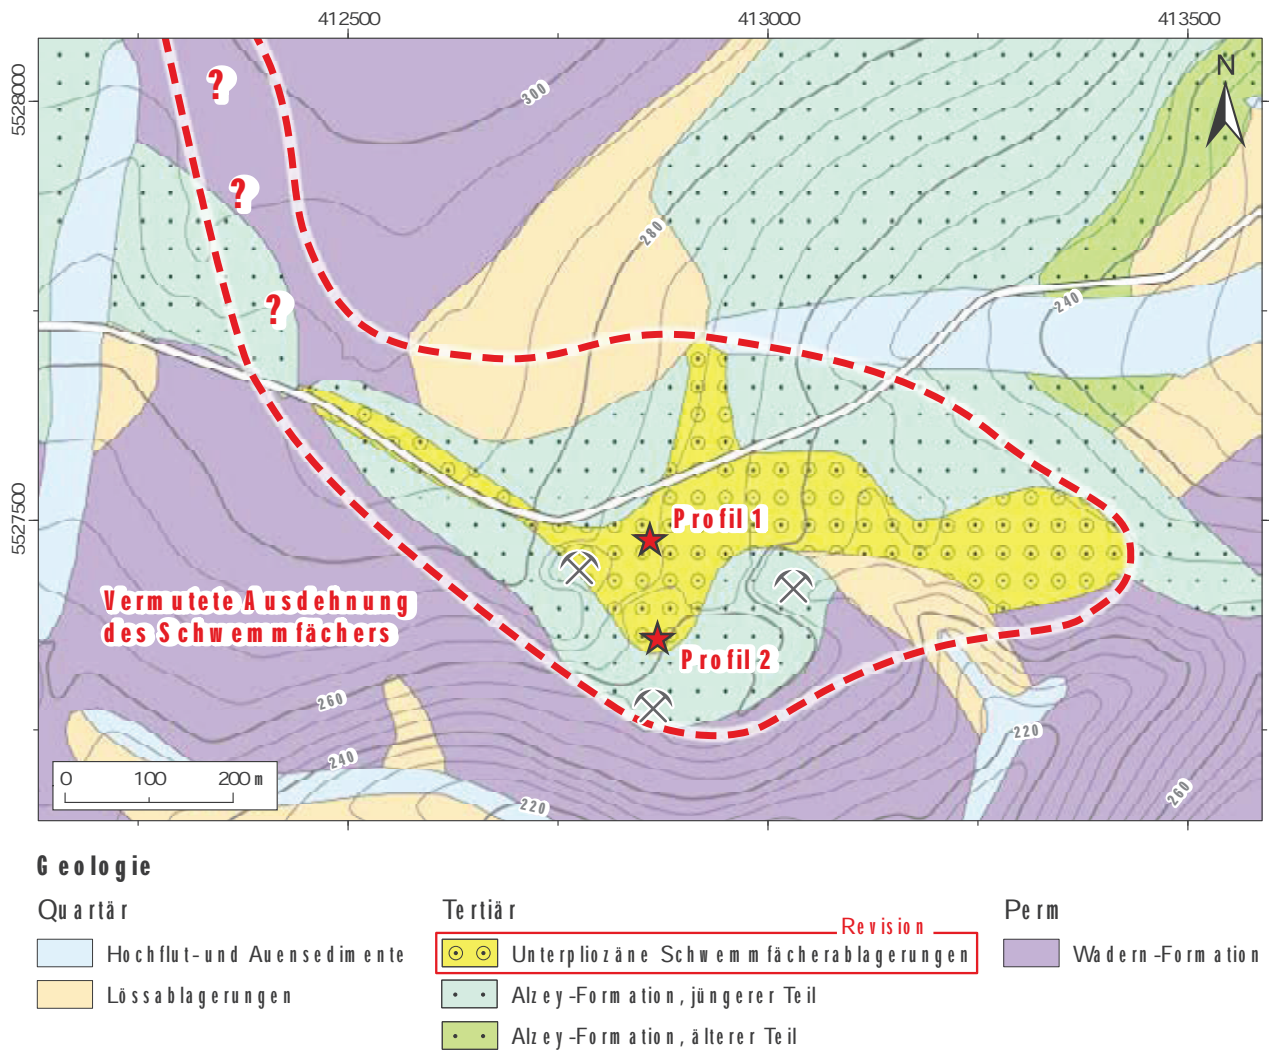 412500
413000
413500
5528000
N
?
300
?
280
?
240
5527500
Profil 1
Vermutete Ausdehnung
des Schwemmfächers
Profil 2
260
240
220
220
260
0 100 200 m
Geologie
Quartär
Hochflut- und Auensedimente
Lössablagerungen
Tertiär
Revision
Unterpliozäne Schwemmfächerablagerungen
Alzey-Formation, jüngerer Teil
Alzey-Formation, älterer Teil
Perm
Wadern-Formation